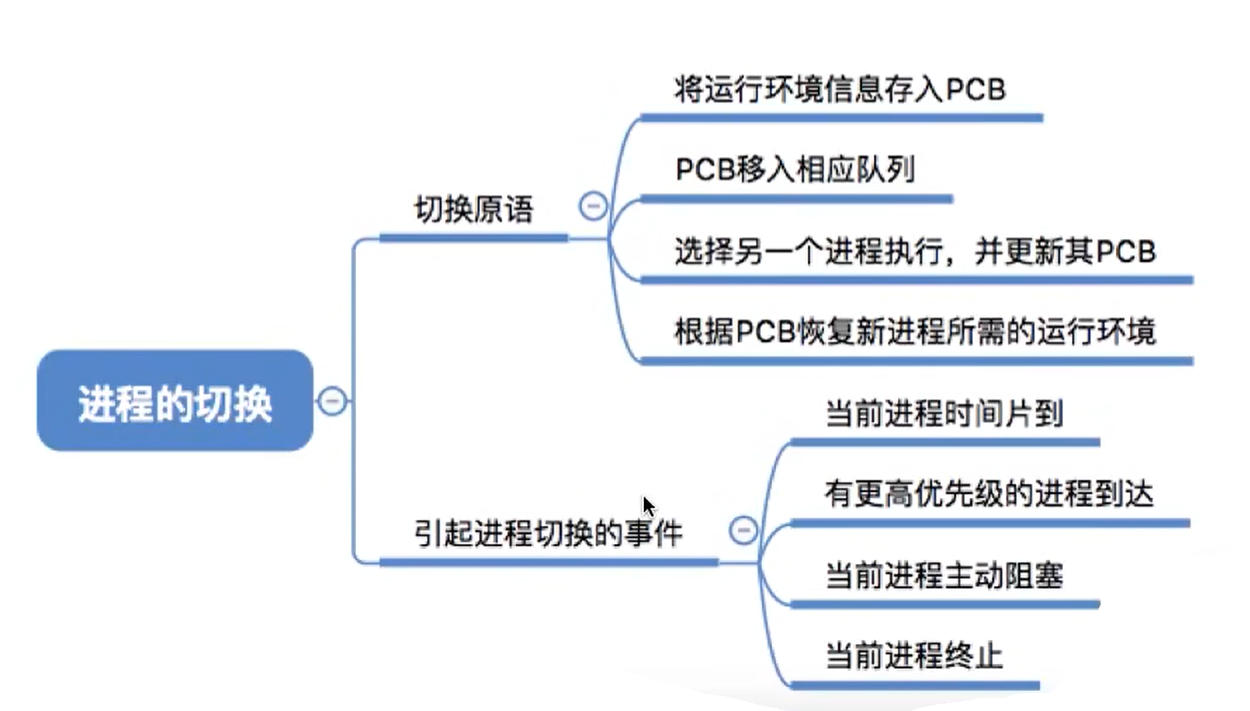 进程的切换
切换原语
将运行环境信息存入PCB
PCB移入相应队列
选择另一个进程执行，并更新其PCB
根据PCB恢复新进程所需的运行环境
引起进程切换的事件
当前进程时间片到
有更高优先级的进程到达
当前进程主动阻塞
当前进程终止